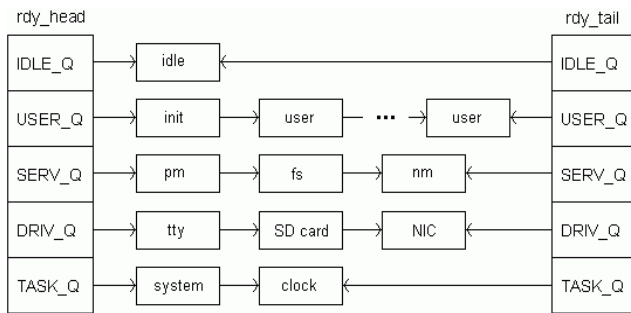 rdy_head rdy_tail
IDLE_Q idle IDLE_Q
USER_Q init user ... user USER_Q
SERV_Q pm fs nm SERV_Q
DRIV_Q tty SD card NIC DRIV_Q
TASK_Q system clock TASK_Q